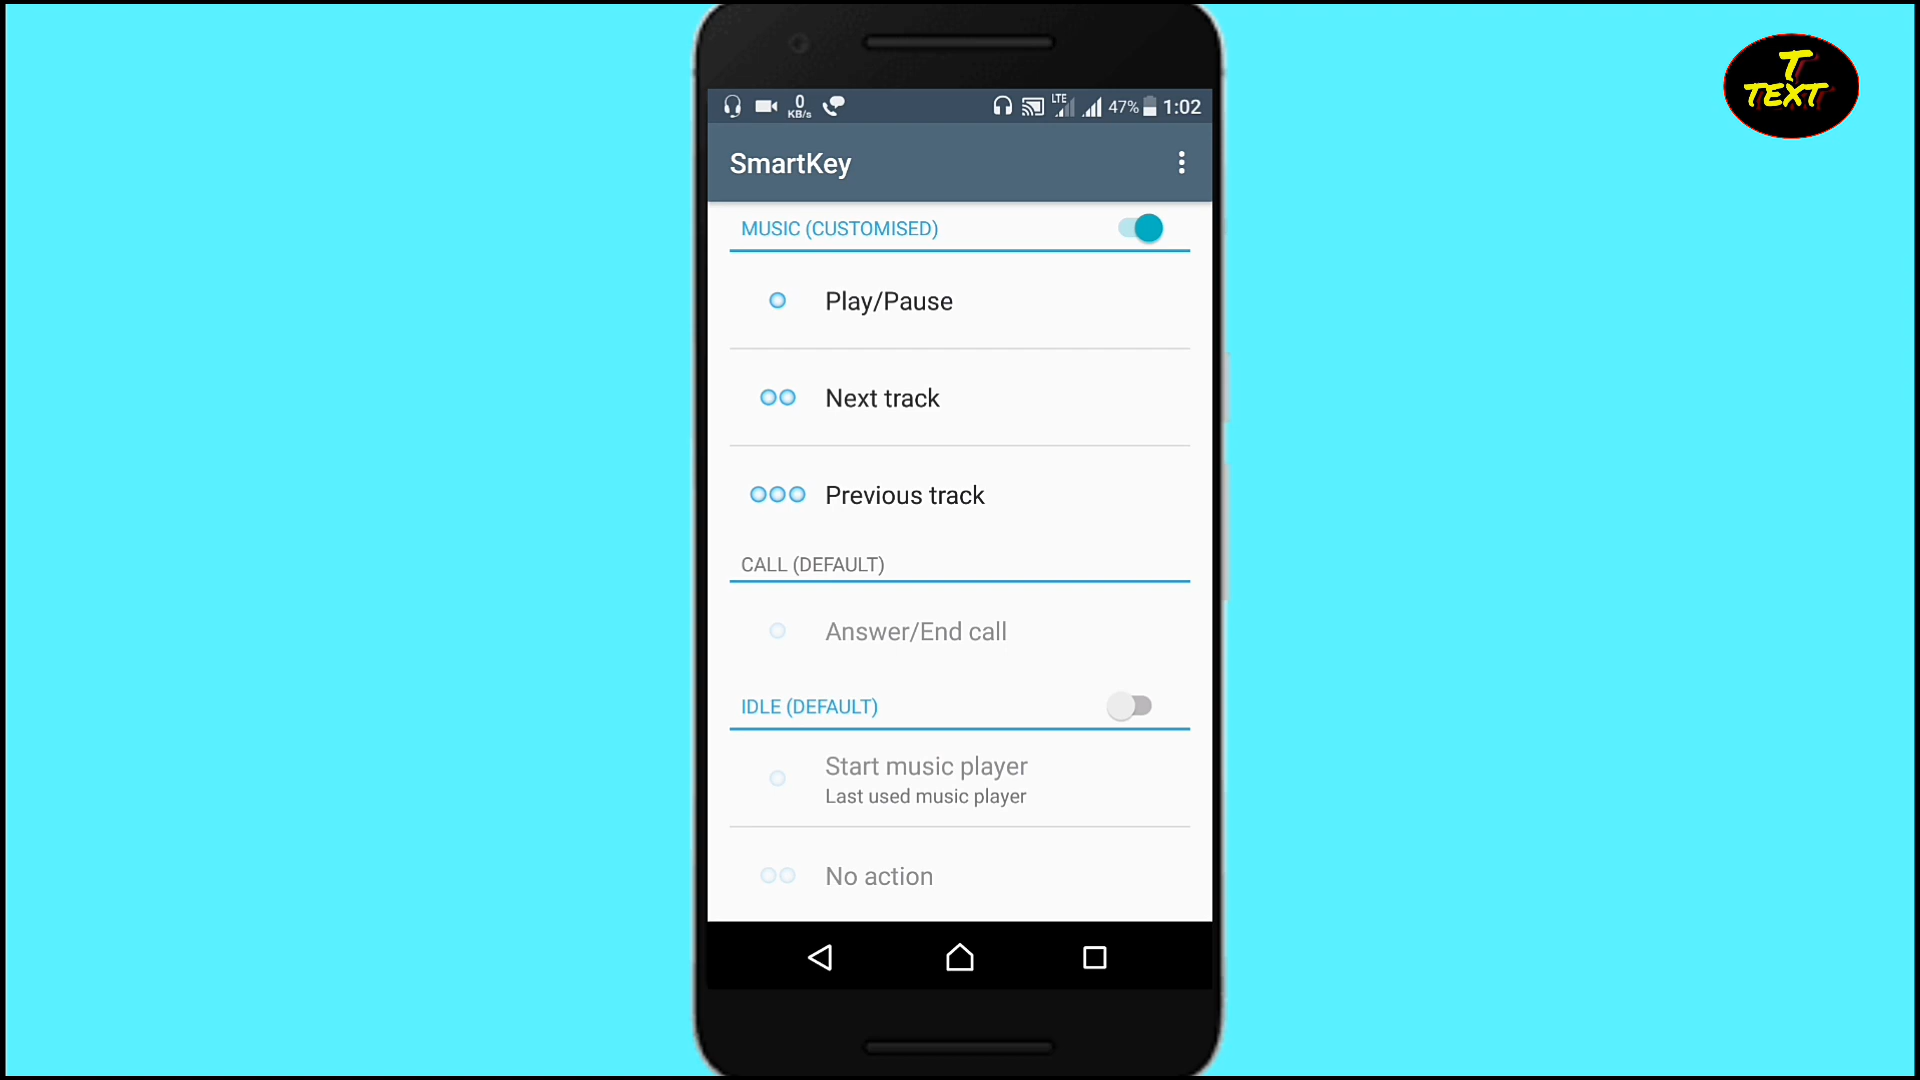 T
TEXT
0
KB/s
LTE
47%
1:02
SmartKey
MUSIC (CUSTOMISED)
Play/Pause
Next track
Previous track
CALL (DEFAULT)
Answer/End call
IDLE (DEFAULT)
Start music player
Last used music player
No action